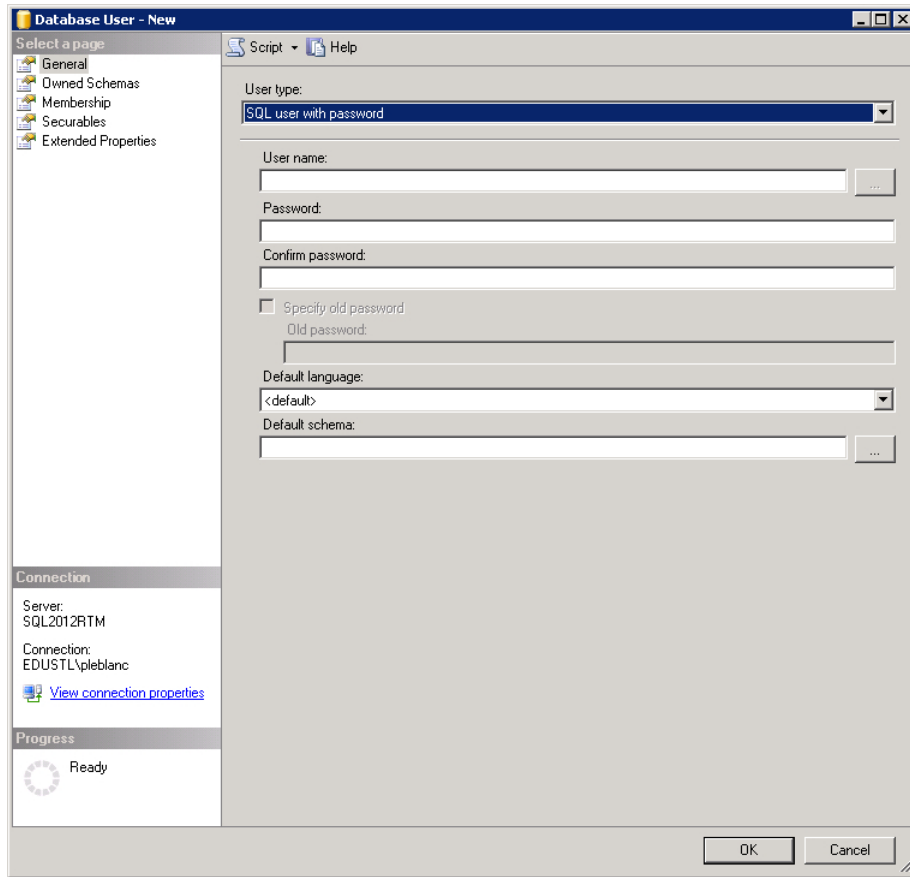 Database User - New
Select a page
General
Owned Schemas
Membership
Securables
Extended Properties
Script Help
User type:
SQL user with password
User name:
...
Password:
Confirm password:
Specify old password
Old password:
Default language:
<default>
Default schema:
...
Connection
Server:
SQL2012RTM
Connection:
EDUSTL\pleblanc
View connection properties
Progress
Ready
OK Cancel